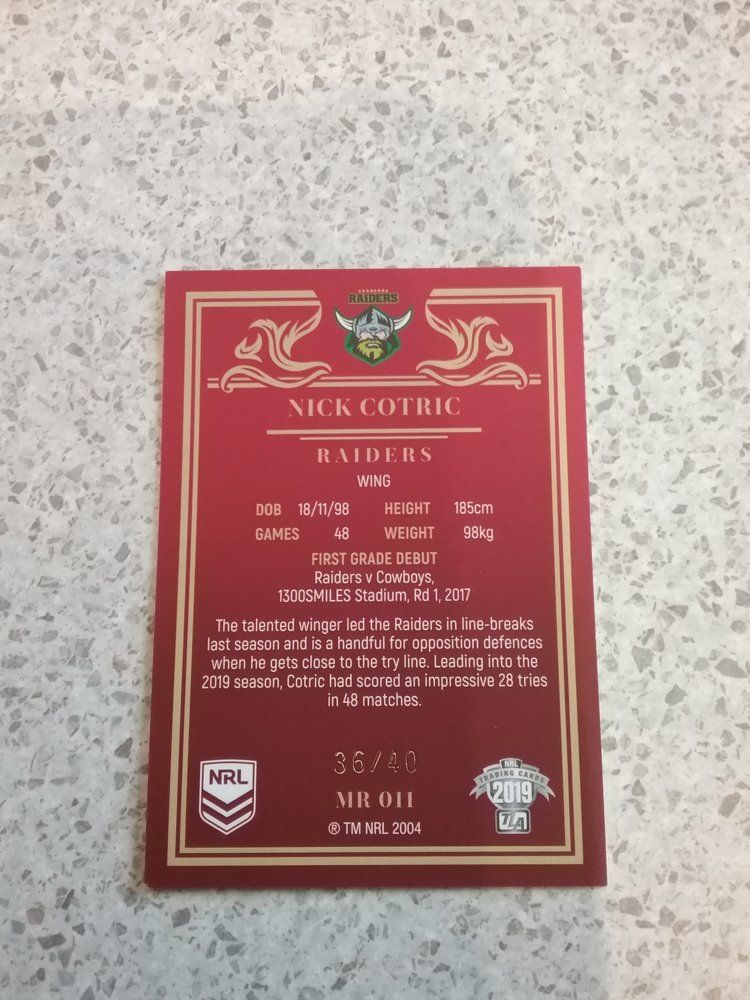 CANBERRA
RAIDERS
NICK COTRIC
RAIDERS
WING
DOB 18/11/98 HEIGHT 185cm
GAMES 48 WEIGHT 98kg
FIRST GRADE DEBUT
Raiders v Cowboys,
1300SMILES Stadium, Rd 1, 2017
The talented winger led the Raiders in line-breaks
last season and is a handful for opposition defences
when he gets close to the try line. Leading into the
2019 season, Cotric had scored an impressive 28 tries
in 48 matches.
36/40
NRL
MR 011
® TM NRL 2004
NRL
TRADING CARDS
2019
TLA